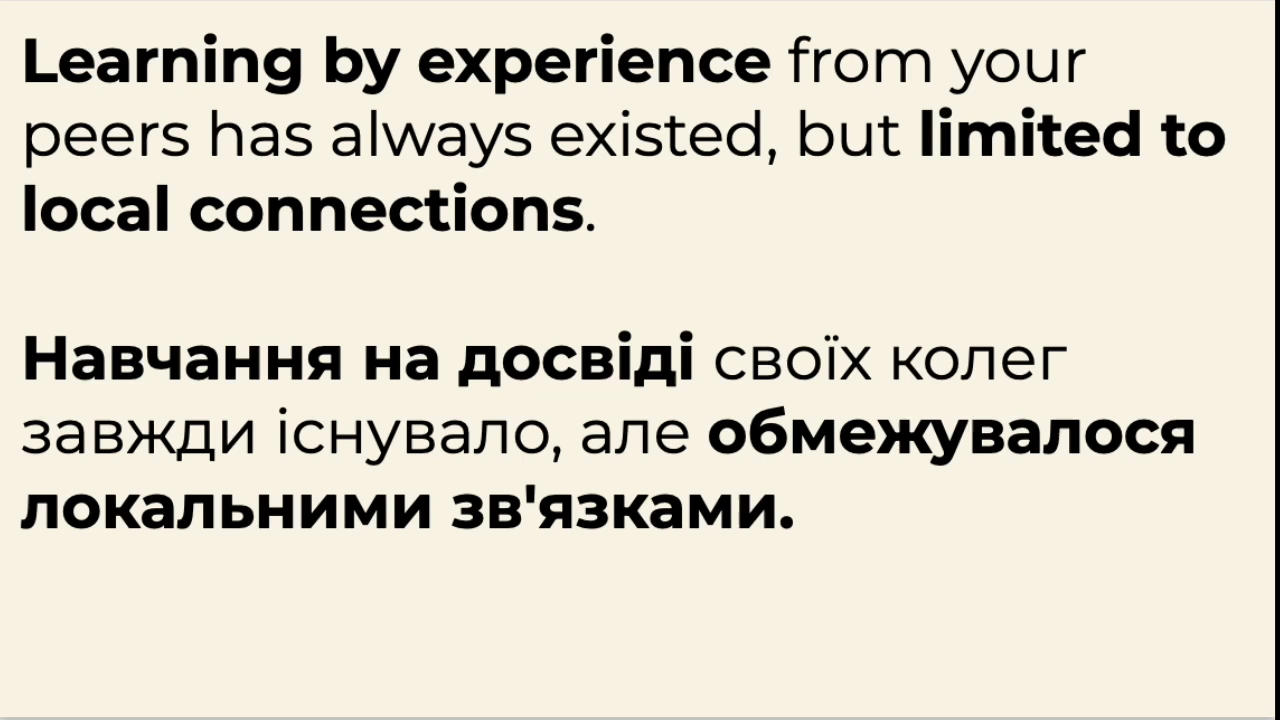 Learning by experience from your
peers has always existed, but limited to
local connections.
Навчання на досвіді своїх колег
завжди існувало, але обмежувалося
локальними зв'язками.